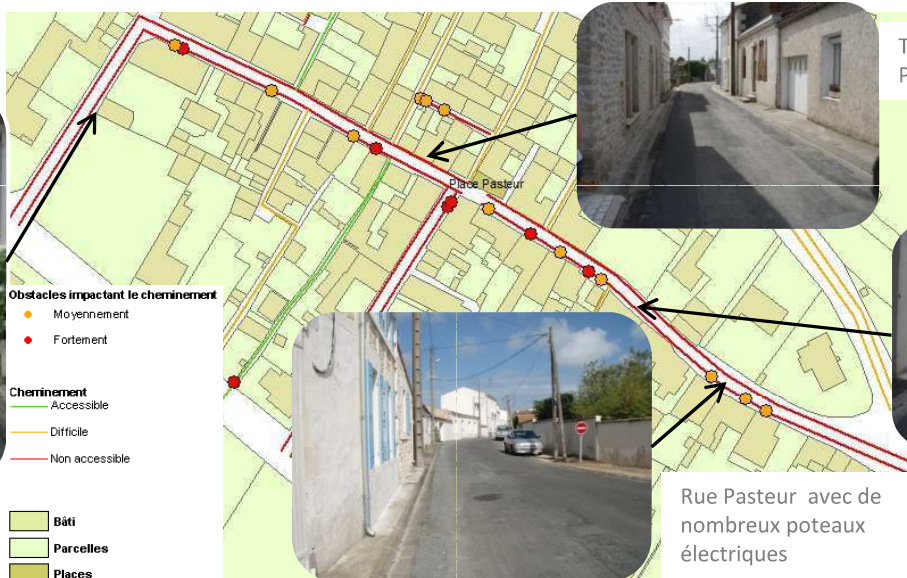 T
P
Place Pasteur
Obstacles impactant le cheminement
Moyennement
Fortement
Cheminement
Accessible
Difficile
Non accessible
Bâti
Parcelles
Places
Rue Pasteur avec de
nombreux poteaux
électriques